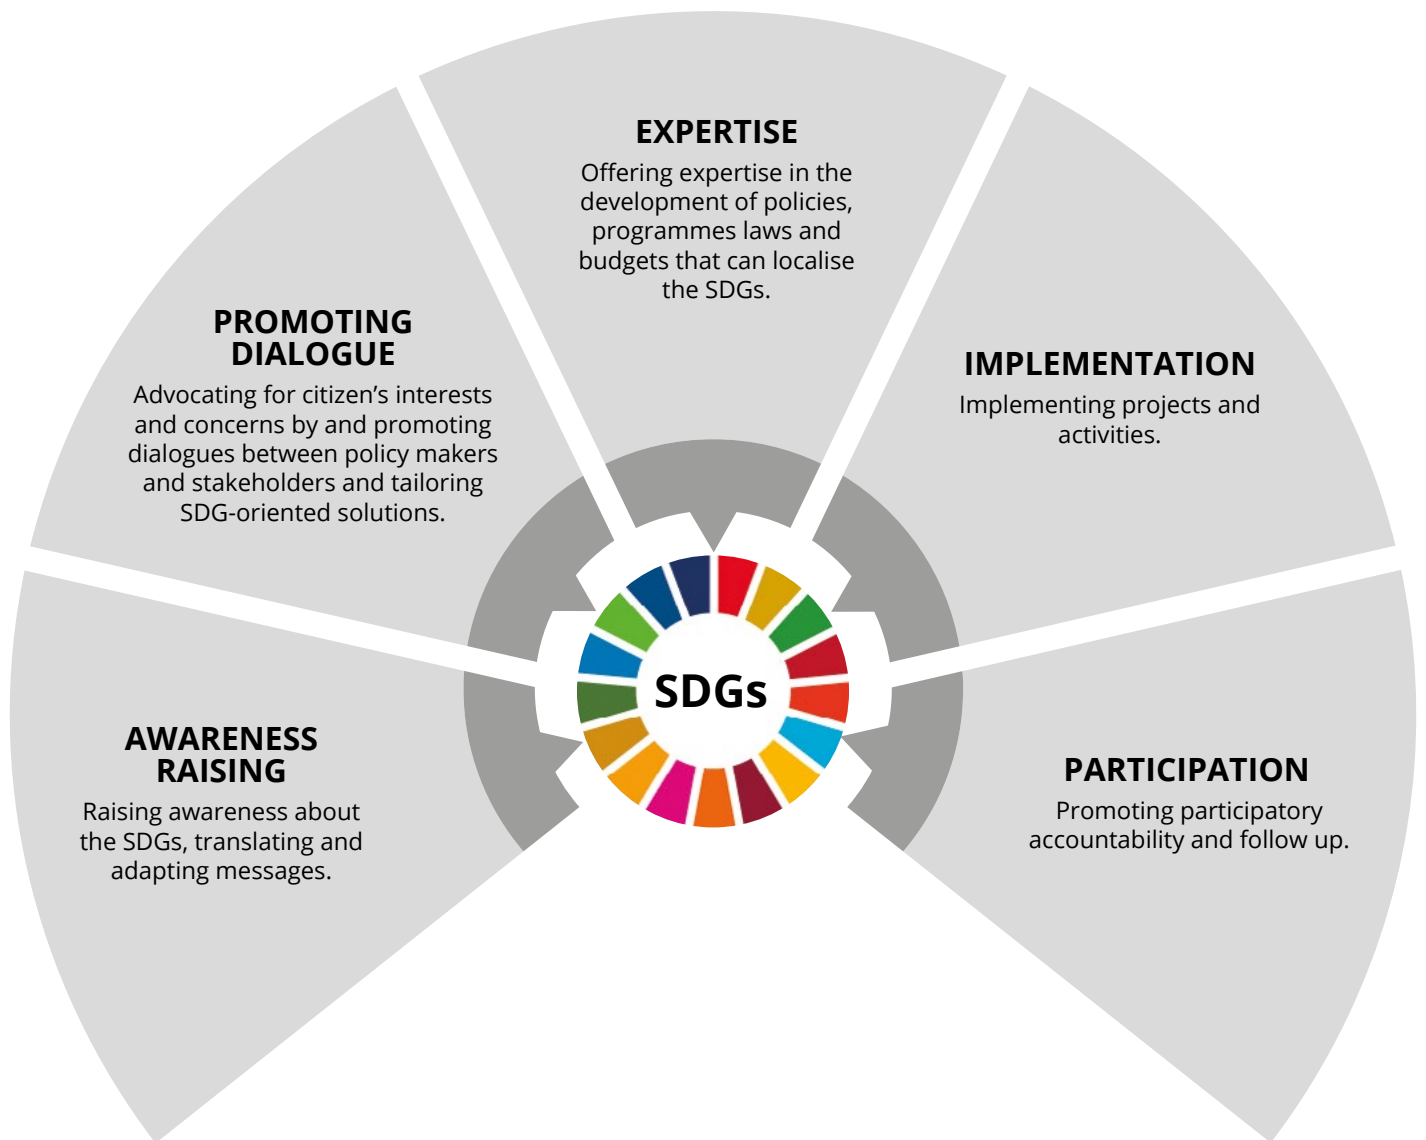 EXPERTISE
Offering expertise in the
development of policies,
programmes laws and
budgets that can localise
the SDGs.
PROMOTING
DIALOGUE
Advocating for citizen’s interests
and concerns by and promoting
dialogues between policy makers
and stakeholders and tailoring
SDG-oriented solutions.
IMPLEMENTATION
Implementing projects and
activities.
SDGs
AWARENESS
RAISING
Raising awareness about
the SDGs, translating and
adapting messages.
PARTICIPATION
Promoting participatory
accountability and follow up.